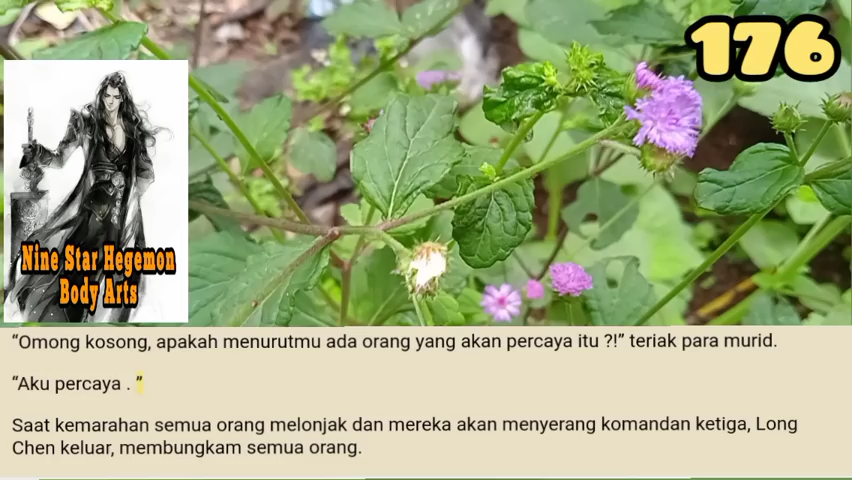 176
Nine Star Hegemon
Body Arts
“Omong kosong, apakah menurutmu ada orang yang akan percaya itu ?!” teriak para murid.
“Aku percaya . ”
Saat kemarahan semua orang melonjak dan mereka akan menyerang komandan ketiga, Long
Chen keluar, membungkam semua orang.